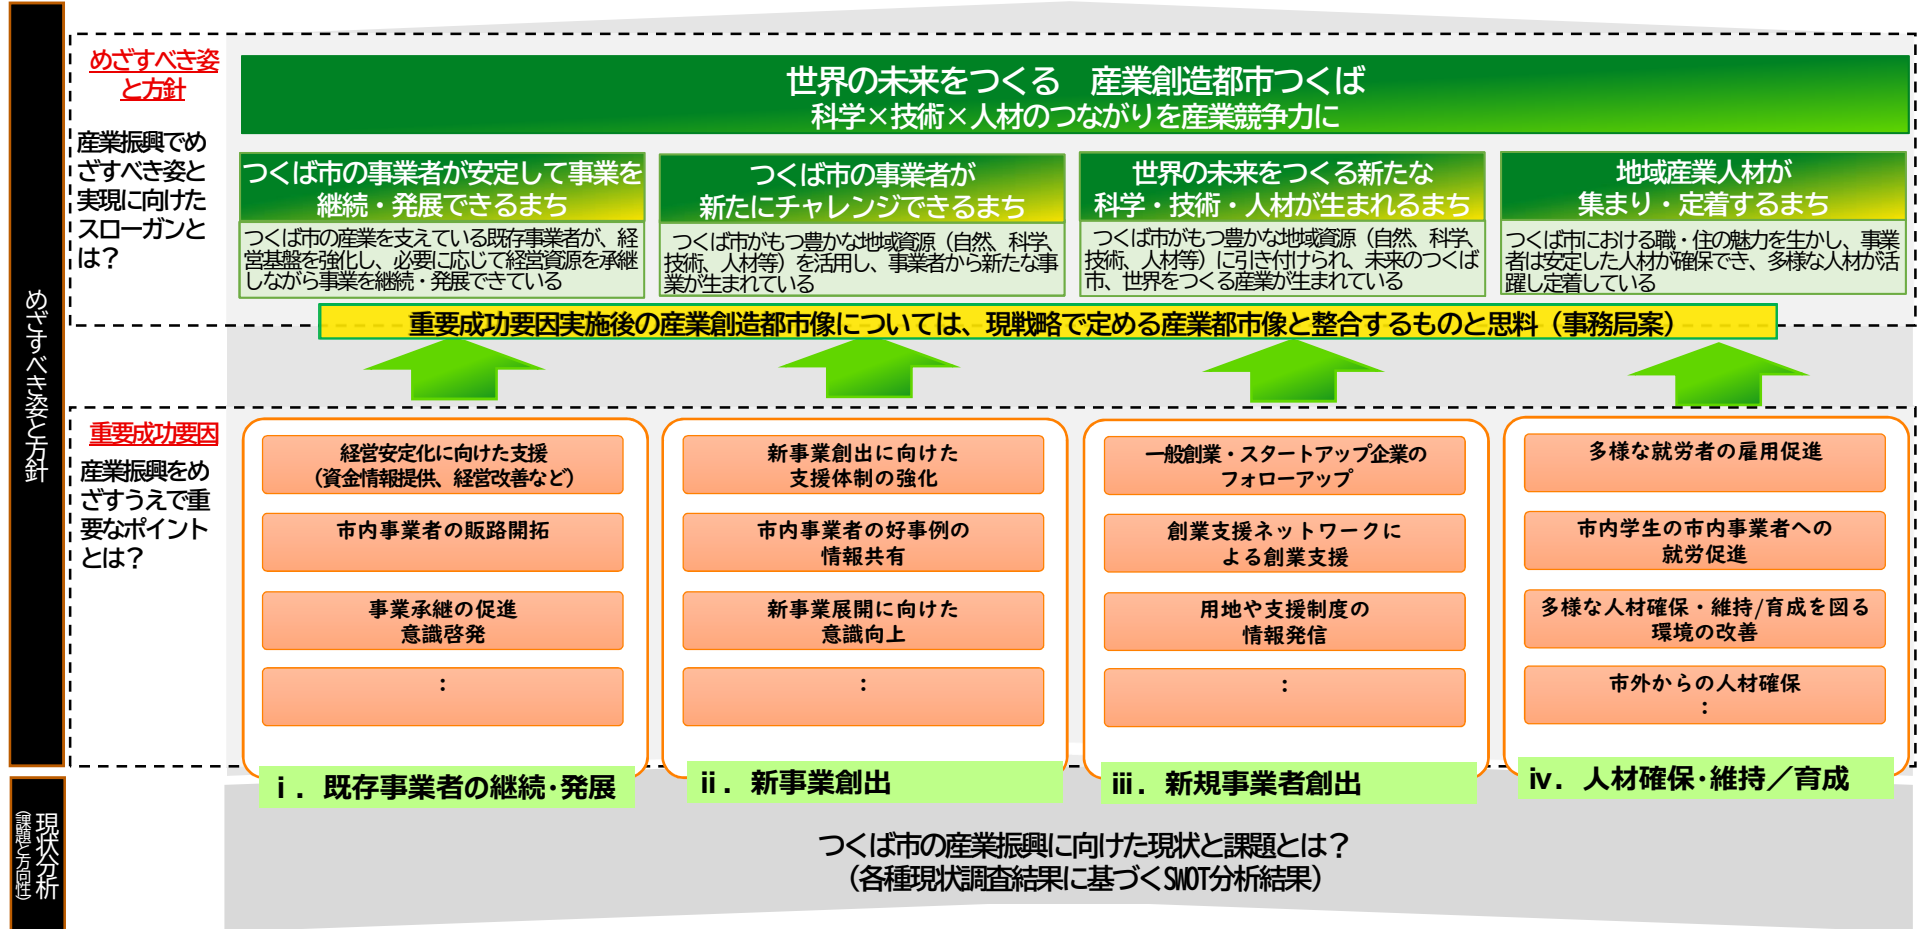 めざすべき姿と方針
めざすべき姿
と方針
産業振興でめ
ざすべき姿と
実現に向けた
スローガンと
は？
世界の未来をつくる　産業創造都市つくば
科学×技術×人材のつながりを産業競争力に
つくば市の事業者が安定して事業を
継続・発展できるまち
つくば市の産業を支えている既存事業者が、経
営基盤を強化し、必要に応じて経営資源を承継
しながら事業を継続・発展できている
つくば市の事業者が
新たにチャレンジできるまち
つくば市がもつ豊かな地域資源（自然、科学、
技術、人材等）を活用し、事業者から新たな事
業が生まれている
世界の未来をつくる新たな
科学・技術・人材が生まれるまち
つくば市がもつ豊かな地域資源（自然、科学、
技術、人材等）に引き付けられ、未来のつくば
市、世界をつくる産業が生まれている
地域産業人材が
集まり・定着するまち
つくば市における職・住の魅力を生かし、事業
者は安定した人材が確保でき、多様な人材が活
躍し定着している
重要成功要因実施後の産業創造都市像については、現戦略で定める産業都市像と整合するものと思料（事務局案）
重要成功要因
産業振興をめ
ざすうえで重
要なポイント
とは？
経営安定化に向けた支援
（資金情報提供、経営改善など）
市内事業者の販路開拓
事業承継の促進
意識啓発
：
ⅰ．既存事業者の継続・発展
新事業創出に向けた
支援体制の強化
市内事業者の好事例の
情報共有
新事業展開に向けた
意識向上
：
ⅱ．新事業創出
一般創業・スタートアップ企業の
フォローアップ
創業支援ネットワークに
よる創業支援
用地や支援制度の
情報発信
：
ⅲ．新規事業者創出
多様な就労者の雇用促進
市内学生の市内事業者への
就労促進
多様な人材確保・維持/育成を図る
環境の改善
市外からの人材確保
：
ⅳ．人材確保・維持／育成
現状分析
（課題と方向性）
つくば市の産業振興に向けた現状と課題とは？
（各種現状調査結果に基づくSWOT分析結果）